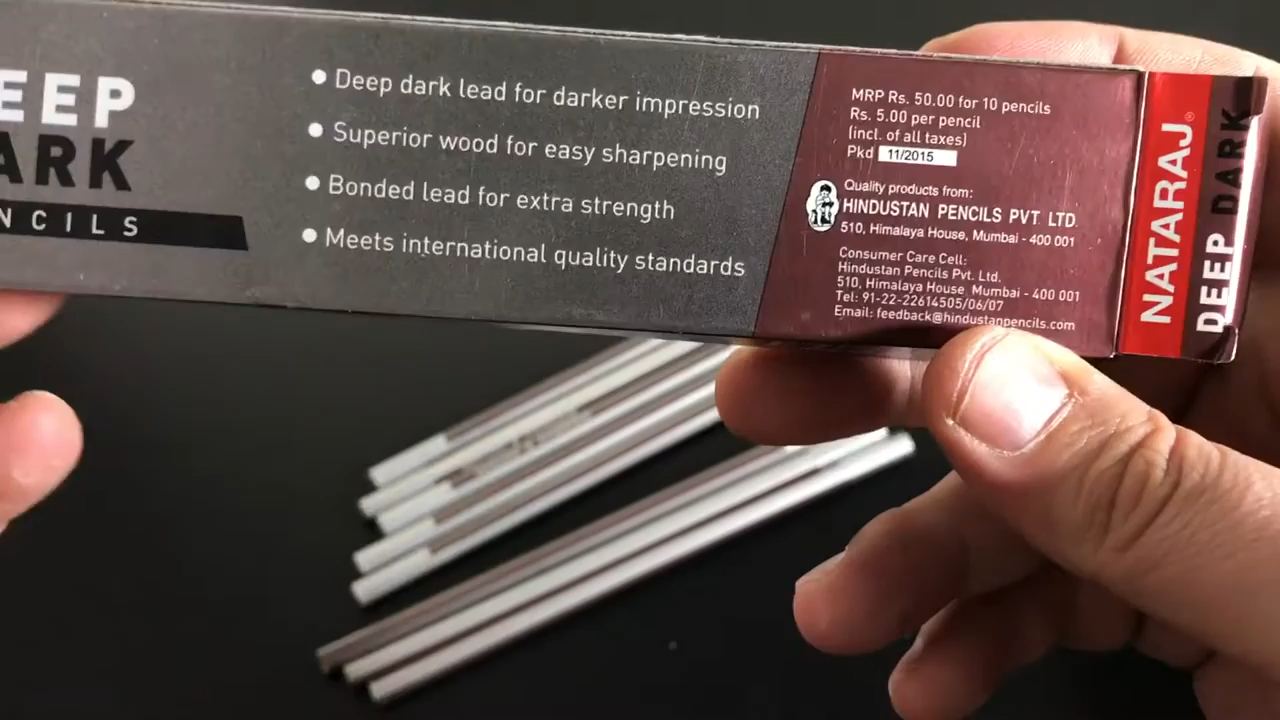 EEP
ARK
NCILS
● Deep dark lead for darker impression
● Superior wood for easy sharpening
● Bonded lead for extra strength
● Meets international quality standards
MRP Rs. 50.00 for 10 pencils
Rs. 5.00 per pencil
(incl. of all taxes)
Pkd 11/2015
Quality products from:
HINDUSTAN PENCILS PVT. LTD.
510, Himalaya House, Mumbai - 400 001
Consumer Care Cell:
Hindustan Pencils Pvt. Ltd.
510, Himalaya House, Mumbai - 400 001
Tel: 91-22-22614505/06/07
Email: feedback@hindustanpencils.com
NATARAJ®
DEEP DARK